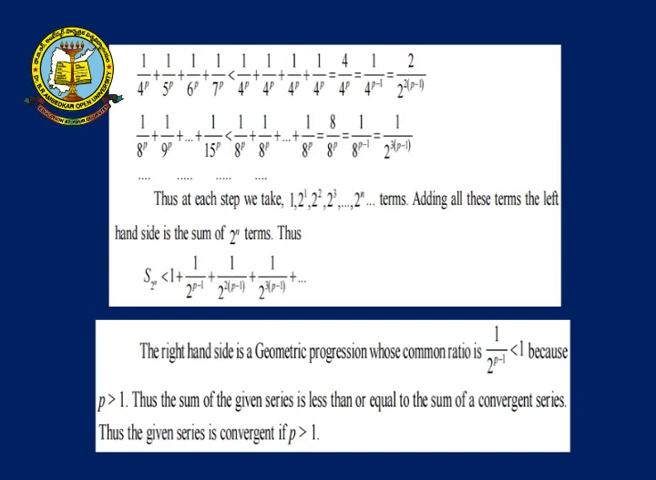 1/4^p + 1/5^p + 1/6^p + 1/7^p < 1/4^p + 1/4^p + 1/4^p + 1/4^p = 4/4^p = 1/4^(p-1) = 2/2^(2(p-1))
1/8^p + 1/9^p + ... + 1/15^p < 1/8^p + 1/8^p + ... + 1/8^p = 8/8^p = 1/8^(p-1) = 1/2^(3(p-1))
.... ..... ..... ....
Thus at each step we take, 1,2^1,2^2,2^3,...,2^n... terms. Adding all these terms the left
hand side is the sum of 2^n terms. Thus
S_(2^n) < 1 + 1/2^(p-1) + 1/2^(2(p-1)) + 1/2^(3(p-1)) + ...
The right hand side is a Geometric progression whose common ratio is 1/2^(p-1) < 1 because
p > 1. Thus the sum of the given series is less than or equal to the sum of a convergent series.
Thus the given series is convergent if p > 1.